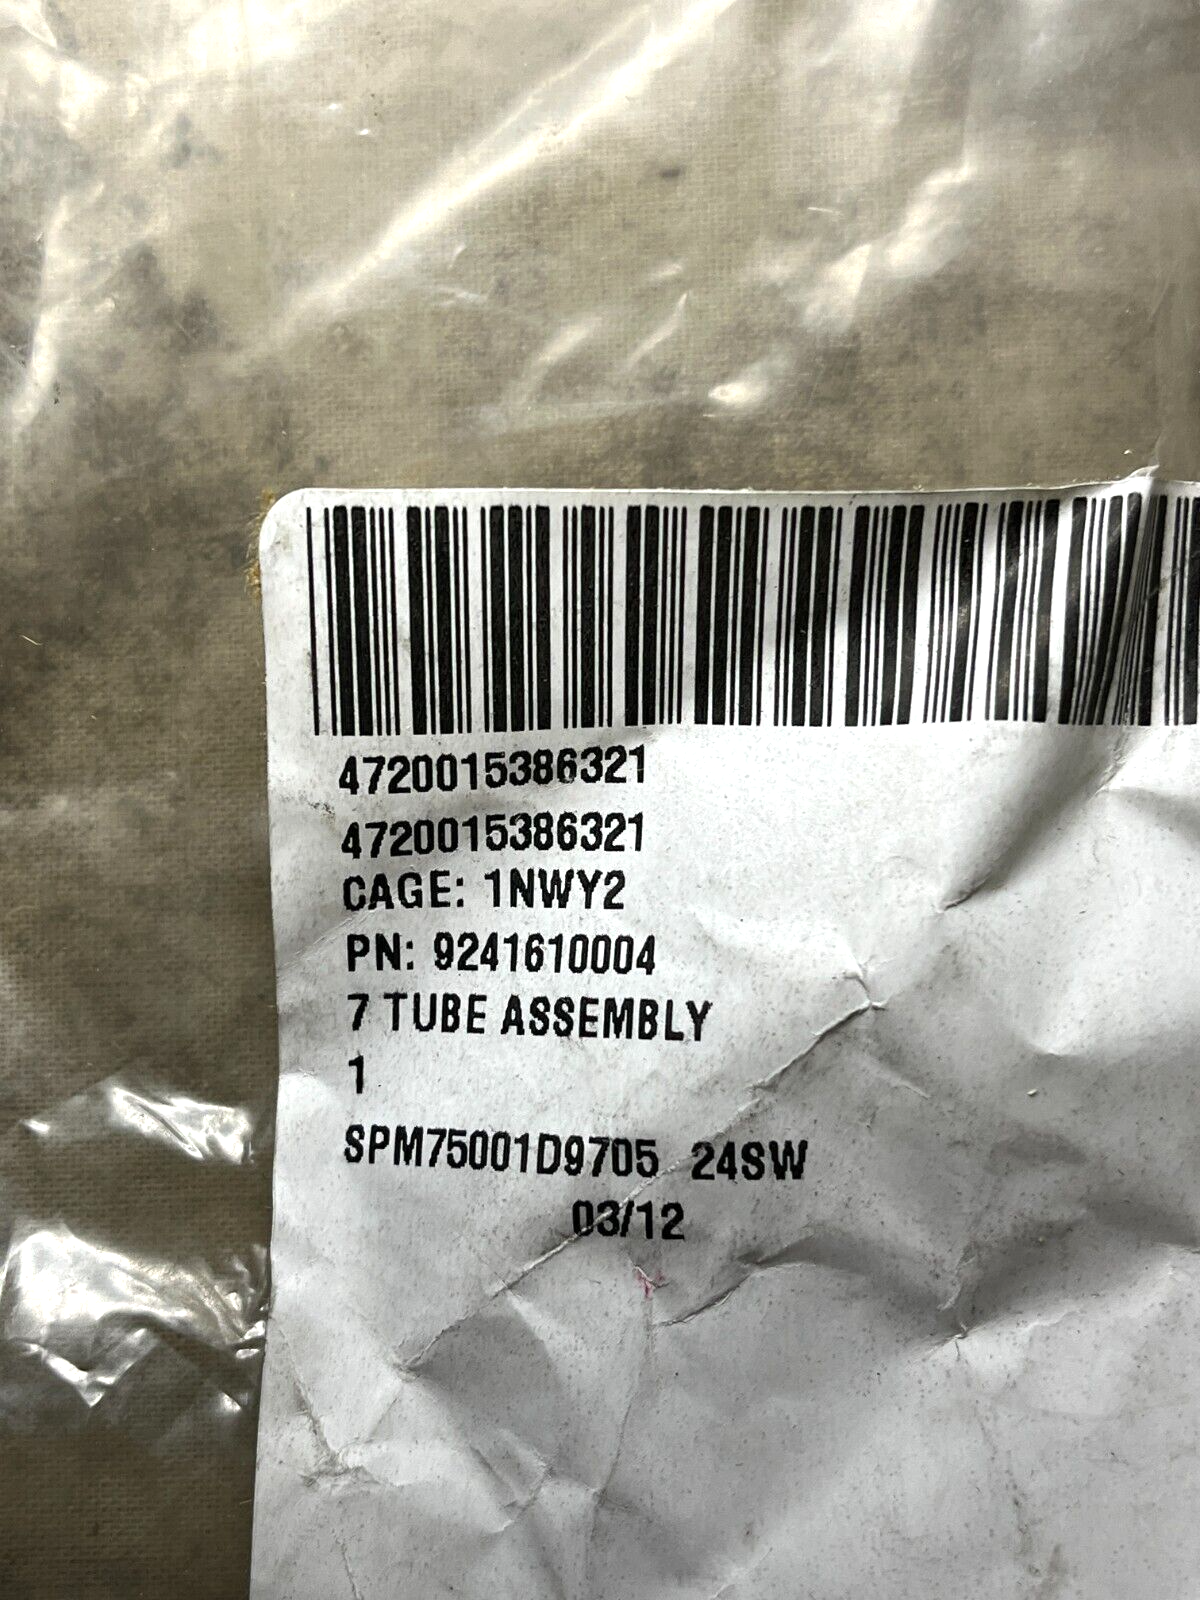 4720015386321
4720015386321
CAGE: 1NWY2
PN: 9241610004
7 TUBE ASSEMBLY
1
SPM75001D9705 24SW
03/12